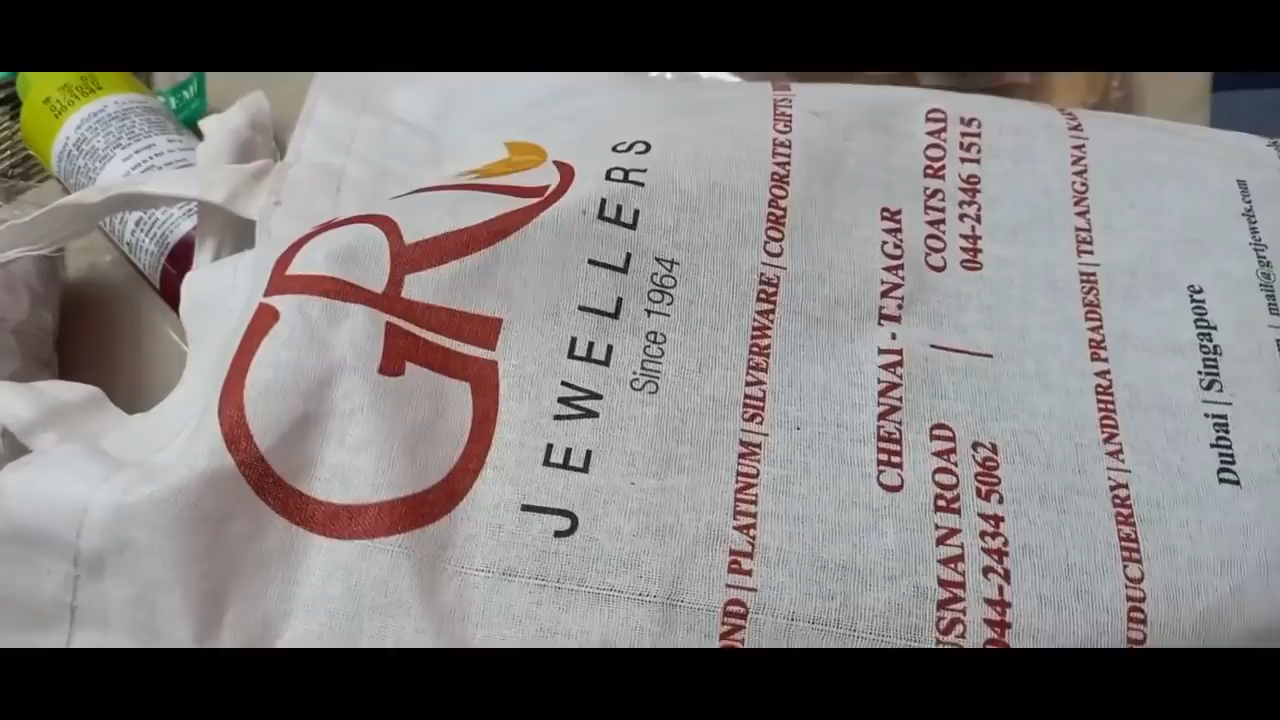 GRT
JEWELLERS
Since 1964
OND | PLATINUM | SILVERWARE | CORPORATE GIFTS |
CHENNAI - T.NAGAR
USMAN ROAD / COATS ROAD
044-2434 5062 044-2346 1515
UDUCHERRY | ANDHRA PRADESH | TELANGANA |
Dubai | Singapore
| mail@grtjewels.com